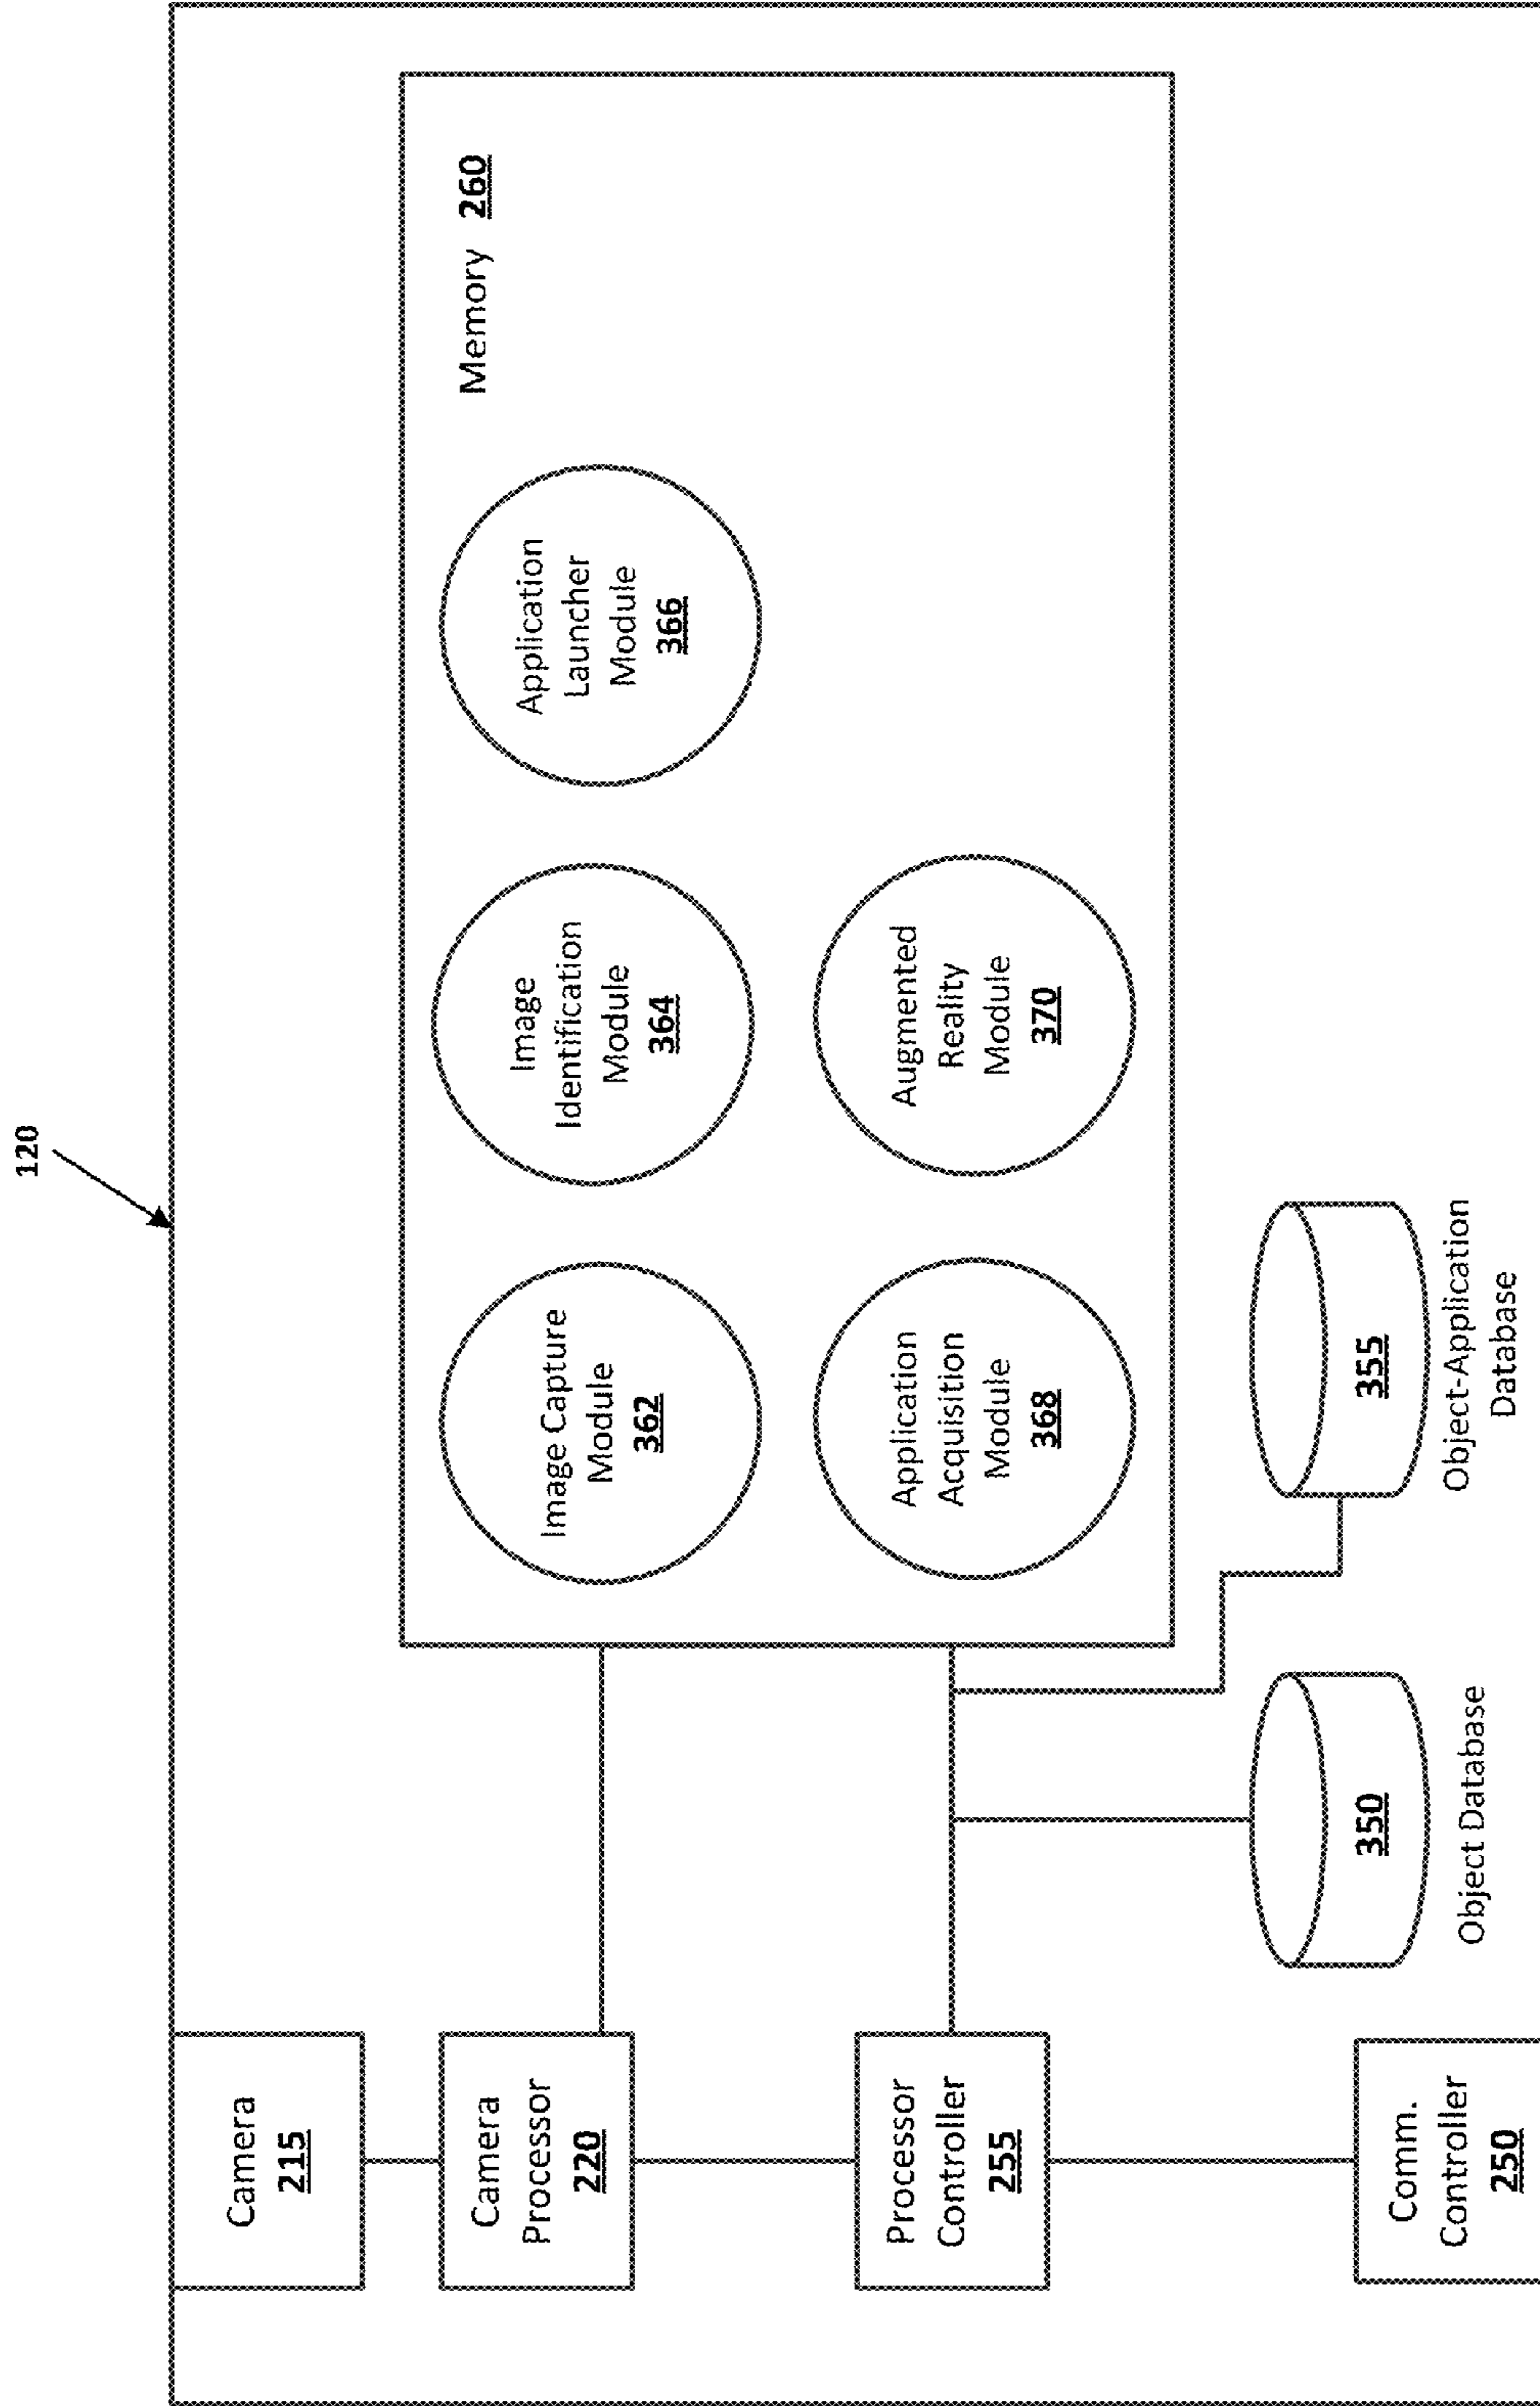 120
Camera
215
Camera
Processor
220
Processor
Controller
255
Comm.
Controller
250
Memory 260
Image Capture
Module
362
Image
Identification
Module
364
Application
Launcher
Module
366
Application
Acquisition
Module
368
Augmented
Reality
Module
370
350
Object Database
355
Object-Application
Database